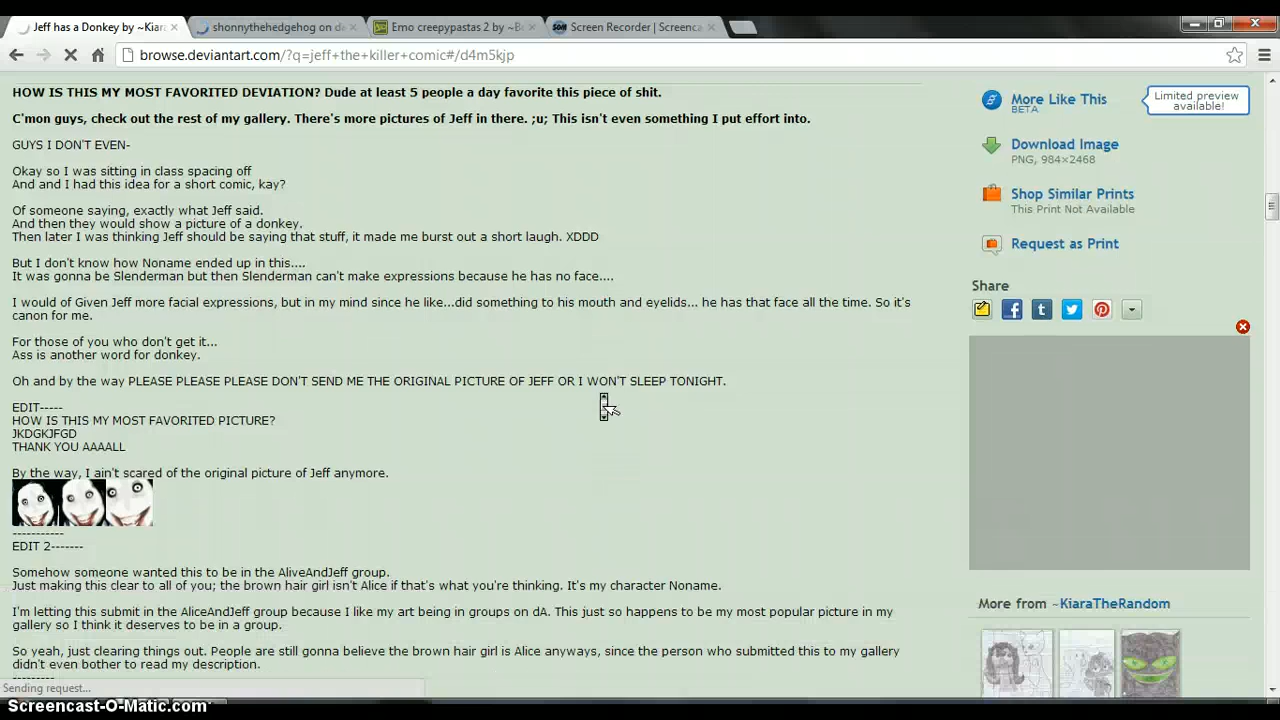 Jeff has a Donkey by ~Kiar
shonnythehedgehog on de
Emo creepypastas 2 by ~B
Screen Recorder | Screenca
browse.deviantart.com/?q=jeff+the+killer+comic#/d4m5kjp
HOW IS THIS MY MOST FAVORITED DEVIATION? Dude at least 5 people a day favorite this piece of shit.
C'mon guys, check out the rest of my gallery. There's more pictures of Jeff in there. ;u; This isn't even something I put effort into.
GUYS I DON'T EVEN-
Okay so I was sitting in class spacing off
And and I had this idea for a short comic, kay?
Of someone saying, exactly what Jeff said.
And then they would show a picture of a donkey.
Then later I was thinking Jeff should be saying that stuff, it made me burst out a short laugh. XDDD
But I don't know how Noname ended up in this....
It was gonna be Slenderman but then Slenderman can't make expressions because he has no face....
I would of Given Jeff more facial expressions, but in my mind since he like...did something to his mouth and eyelids... he has that face all the time. So it's
canon for me.
For those of you who don't get it...
Ass is another word for donkey.
Oh and by the way PLEASE PLEASE PLEASE DON'T SEND ME THE ORIGINAL PICTURE OF JEFF OR I WON'T SLEEP TONIGHT.
EDIT-----
HOW IS THIS MY MOST FAVORITED PICTURE?
JKDGKJFGD
THANK YOU AAAALL
By the way, I ain't scared of the original picture of Jeff anymore.
-----------
EDIT 2-------
Somehow someone wanted this to be in the AliveAndJeff group.
Just making this clear to all of you; the brown hair girl isn't Alice if that's what you're thinking. It's my character Noname.
I'm letting this submit in the AliceAndJeff group because I like my art being in groups on dA. This just so happens to be my most popular picture in my
gallery so I think it deserves to be in a group.
So yeah, just clearing things out. People are still gonna believe the brown hair girl is Alice anyways, since the person who submitted this to my gallery
didn't even bother to read my description.
---------
More Like This
BETA
Limited preview
available!
Download Image
PNG, 984×2468
Shop Similar Prints
This Print Not Available
Request as Print
Share
More from ~KiaraTheRandom
Sending request...
Screencast-O-Matic.com